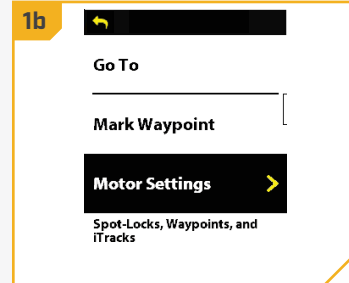 1b
Go To
Mark Waypoint
Motor Settings
Spot-Locks, Waypoints, and
iTracks